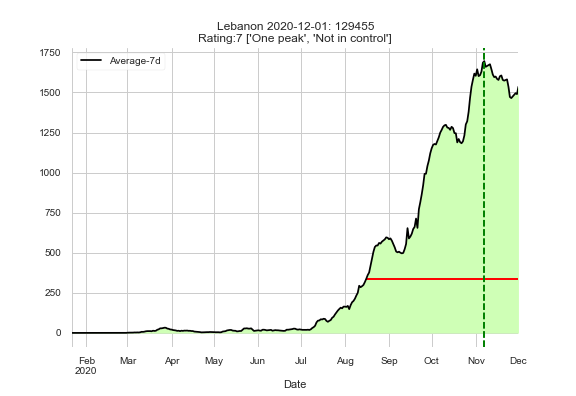 Lebanon 2020-12-01: 129455
Rating:7 ['One peak', 'Not in control']
Average-7d
1750
1500
1250
1000
750
500
250
0
Feb Mar Apr May Jun Jul Aug Sep Oct Nov Dec
2020
Date